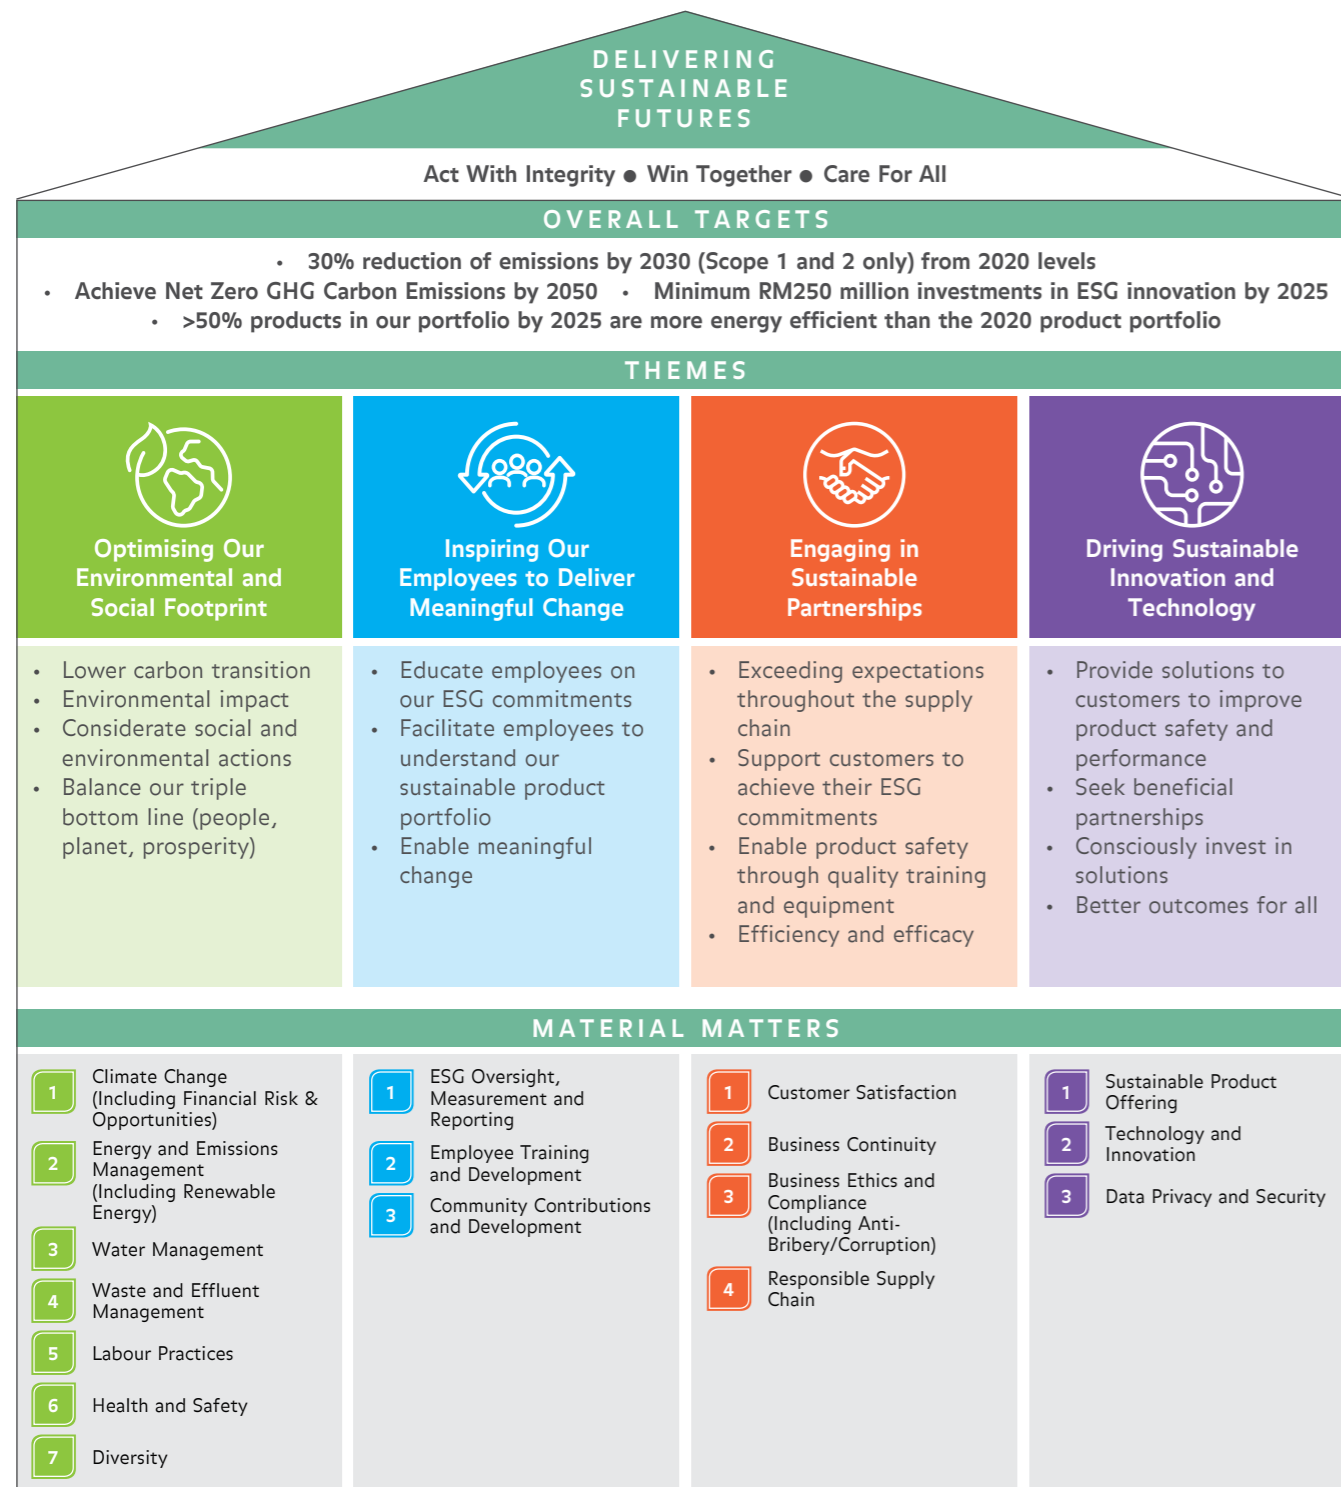 DELIVERING
SUSTAINABLE
FUTURES
Act With Integrity ● Win Together ● Care For All
OVERALL TARGETS
• 30% reduction of emissions by 2030 (Scope 1 and 2 only) from 2020 levels
• Achieve Net Zero GHG Carbon Emissions by 2050 • Minimum RM250 million investments in ESG innovation by 2025
• >50% products in our portfolio by 2025 are more energy efficient than the 2020 product portfolio
THEMES
Optimising Our
Environmental and
Social Footprint
• Lower carbon transition
• Environmental impact
• Considerate social and
environmental actions
• Balance our triple
bottom line (people,
planet, prosperity)
Inspiring Our
Employees to Deliver
Meaningful Change
• Educate employees on
our ESG commitments
• Facilitate employees to
understand our
sustainable product
portfolio
• Enable meaningful
change
Engaging in
Sustainable
Partnerships
• Exceeding expectations
throughout the supply
chain
• Support customers to
achieve their ESG
commitments
• Enable product safety
through quality training
and equipment
• Efficiency and efficacy
Driving Sustainable
Innovation and
Technology
• Provide solutions to
customers to improve
product safety and
performance
• Seek beneficial
partnerships
• Consciously invest in
solutions
• Better outcomes for all
MATERIAL MATTERS
1 Climate Change
(Including Financial Risk &
Opportunities)
2 Energy and Emissions
Management
(Including Renewable
Energy)
3 Water Management
4 Waste and Effluent
Management
5 Labour Practices
6 Health and Safety
7 Diversity
1 ESG Oversight,
Measurement and
Reporting
2 Employee Training
and Development
3 Community Contributions
and Development
1 Customer Satisfaction
2 Business Continuity
3 Business Ethics and
Compliance
(Including Anti-
Bribery/Corruption)
4 Responsible Supply
Chain
1 Sustainable Product
Offering
2 Technology and
Innovation
3 Data Privacy and Security